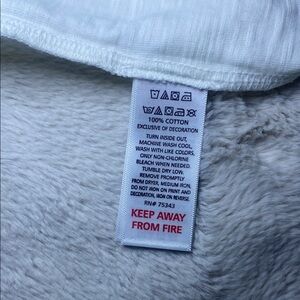 100% COTTON
EXCLUSIVE OF DECORATION
TURN INSIDE OUT,
MACHINE WASH COOL,
WASH WITH LIKE COLORS,
ONLY NON-CHLORINE
BLEACH WHEN NEEDED.
TUMBLE DRY LOW.
REMOVE PROMPTLY
FROM DRYER, MEDIUM IRON,
DO NOT IRON ON PRINT AND
DECORATION, IRON ON REVERSE.
RN# 75343
KEEP AWAY
FROM FIRE